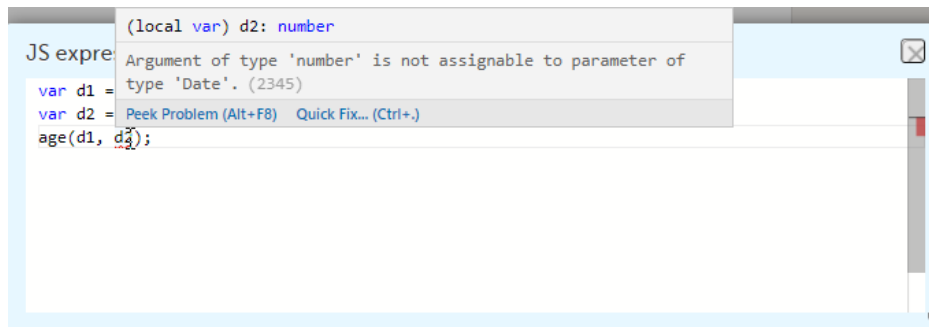 (local var) d2: number
JS expre
Argument of type 'number' is not assignable to parameter of
type 'Date'. (2345)
var d1 =
var d2 =
Peek Problem (Alt+F8) Quick Fix... (Ctrl+.)
age(d1, d2);